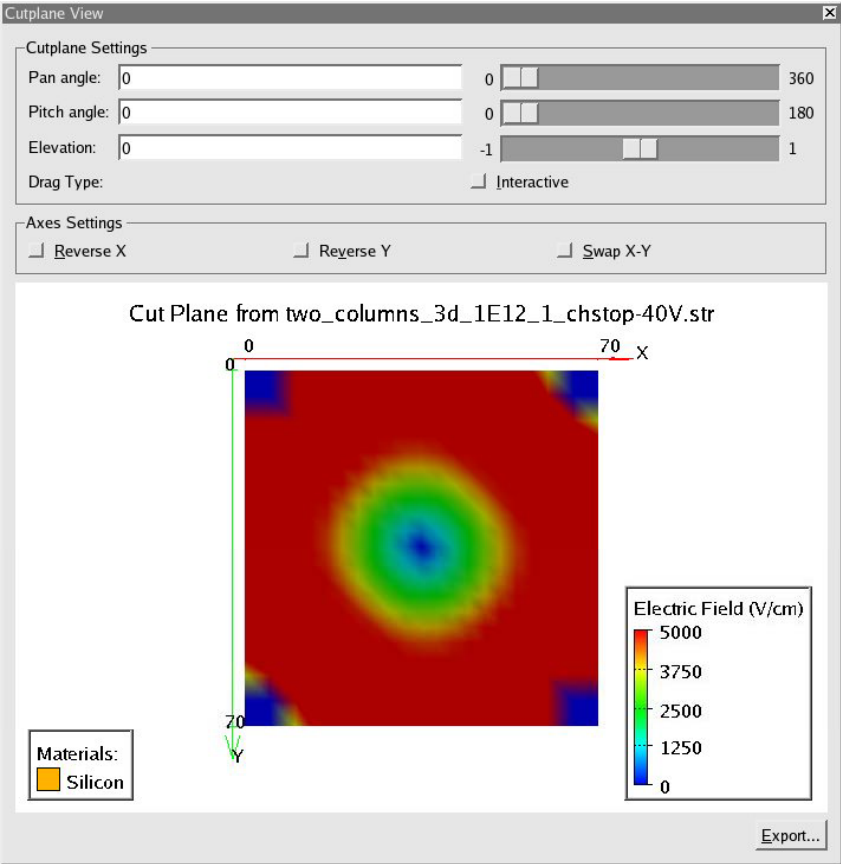 Cutplane View
Cutplane Settings
Pan angle: 0 0 360
Pitch angle: 0 0 180
Elevation: 0 -1 1
Drag Type: Interactive
Axes Settings
Reverse X Reverse Y Swap X-Y
Cut Plane from two_columns_3d_1E12_1_chstop-40V.str
0 70 X
0
70
Y
Materials:
Silicon
Electric Field (V/cm)
5000
3750
2500
1250
0
Export...